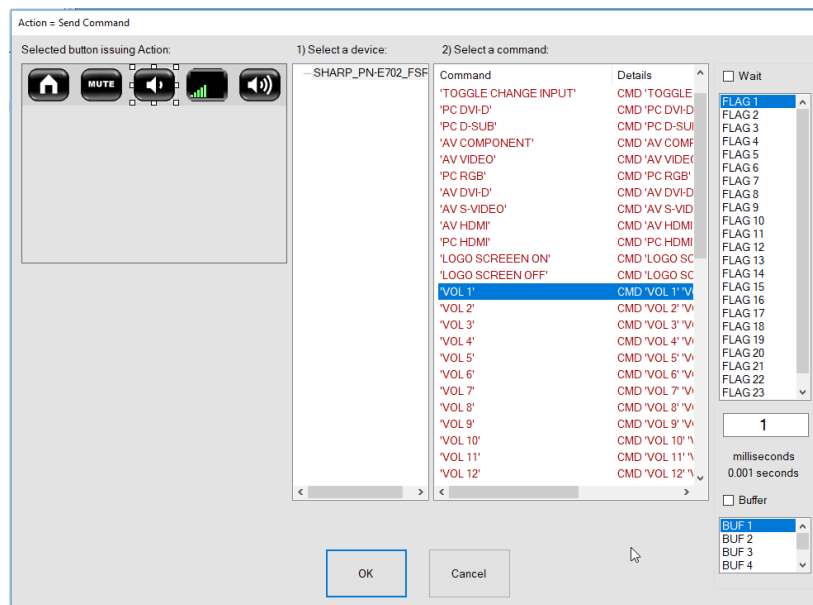 Action = Send Command
Selected button issuing Action:
1) Select a device:
2) Select a command:
MUTE
SHARP_PN-E702_FSF
Command Details
'TOGGLE CHANGE INPUT' CMD 'TOGGLE
'PC DVI-D' CMD 'PC DVI-D
'PC D-SUB' CMD 'PC D-SUI
'AV COMPONENT' CMD 'AV COMF
'AV VIDEO' CMD 'AV VIDE(
'PC RGB' CMD 'PC RGB'
'AV DVI-D' CMD 'AV DVI-D
'AV S-VIDEO' CMD 'AV S-VID
'AV HDMI' CMD 'AV HDMI
'PC HDMI' CMD 'PC HDMI
'LOGO SCREEEN ON' CMD 'LOGO SC
'LOGO SCREEN OFF' CMD 'LOGO SC
'VOL 1' CMD 'VOL 1' 'V(
'VOL 2' CMD 'VOL 2' 'V(
'VOL 3' CMD 'VOL 3' 'V(
'VOL 4' CMD 'VOL 4' 'V(
'VOL 5' CMD 'VOL 5' 'V(
'VOL 6' CMD 'VOL 6' 'V(
'VOL 7' CMD 'VOL 7' 'V(
'VOL 8' CMD 'VOL 8' 'V(
'VOL 9' CMD 'VOL 9' 'V(
'VOL 10' CMD 'VOL 10' '\
'VOL 11' CMD 'VOL 11' '\
'VOL 12' CMD 'VOL 12' '\
Wait
FLAG 1
FLAG 2
FLAG 3
FLAG 4
FLAG 5
FLAG 6
FLAG 7
FLAG 8
FLAG 9
FLAG 10
FLAG 11
FLAG 12
FLAG 13
FLAG 14
FLAG 15
FLAG 16
FLAG 17
FLAG 18
FLAG 19
FLAG 20
FLAG 21
FLAG 22
FLAG 23
1
milliseconds
0.001 seconds
Buffer
BUF 1
BUF 2
BUF 3
BUF 4
OK
Cancel